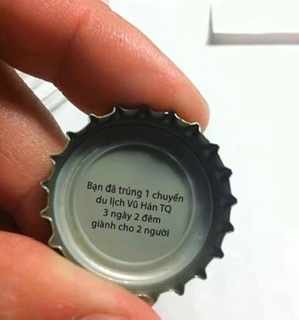 Bạn đã trúng 1 chuyến
du lịch Vũ Hán TQ
3 ngày 2 đêm
giành cho 2 người